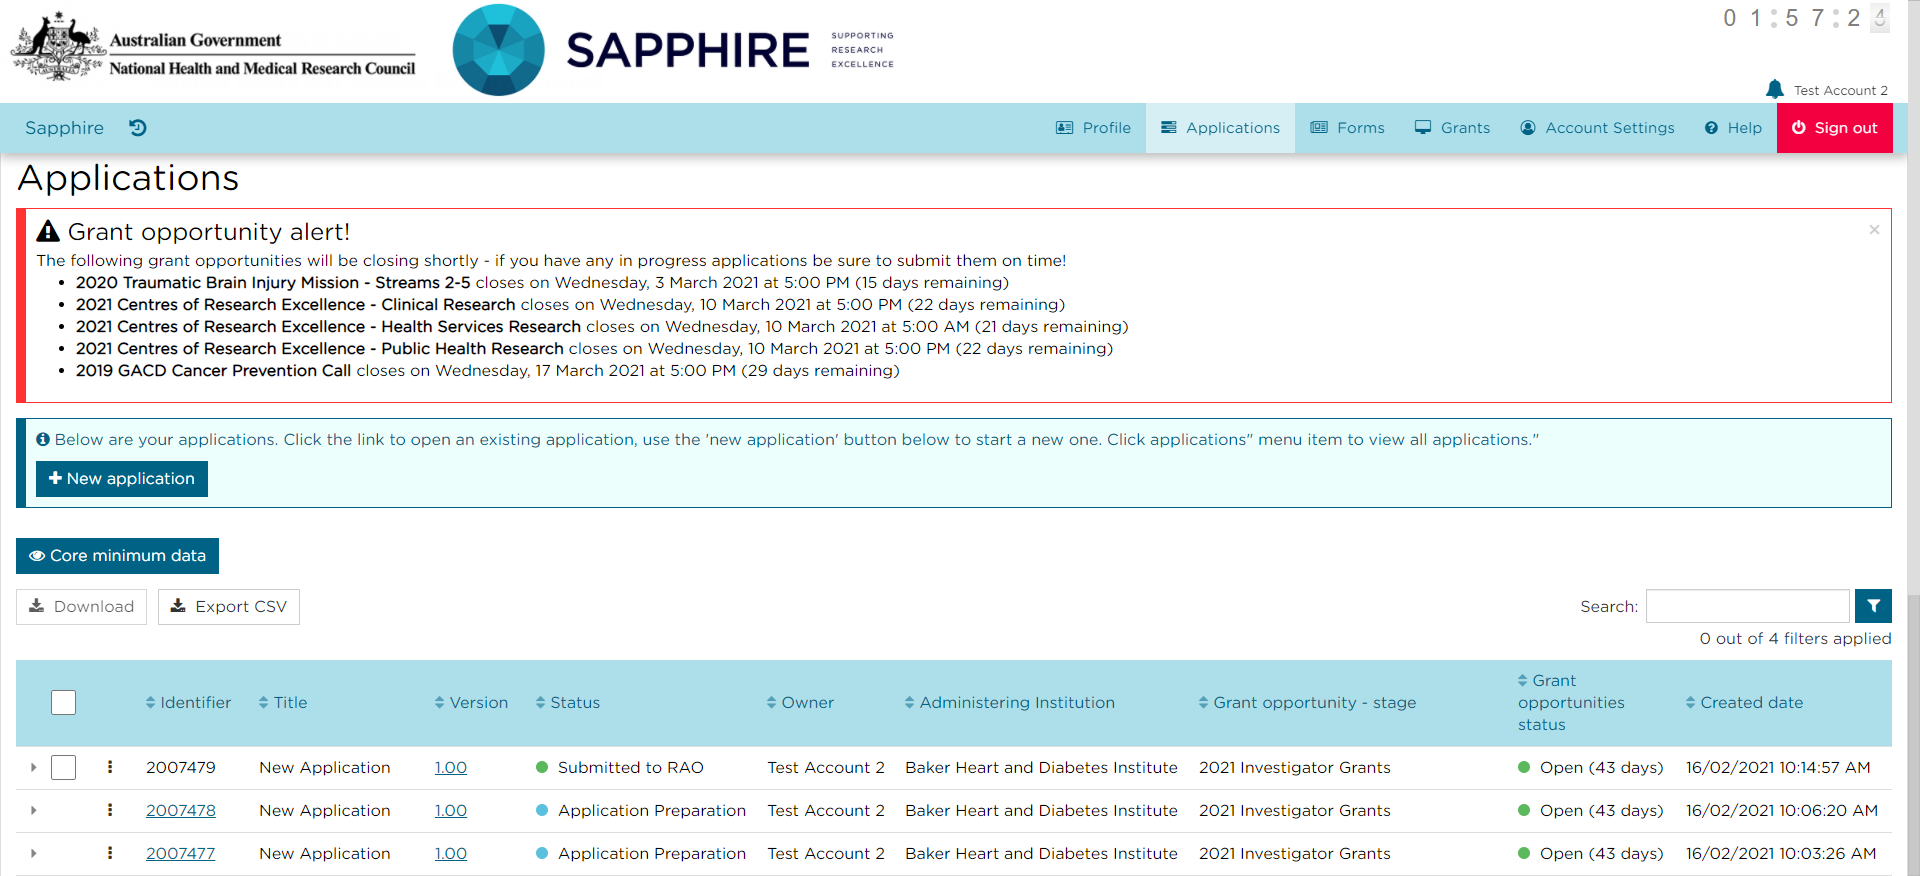 Australian Government
National Health and Medical Research Council
SAPPHIRE
SUPPORTING
RESEARCH
EXCELLENCE
0 1 : 5 7 : 2
Test Account 2
Sapphire
Profile
Applications
Forms
Grants
Account Settings
Help
Sign out
Applications
Grant opportunity alert!
×
The following grant opportunities will be closing shortly - if you have any in progress applications be sure to submit them on time!
• 2020 Traumatic Brain Injury Mission - Streams 2-5 closes on Wednesday, 3 March 2021 at 5:00 PM (15 days remaining)
• 2021 Centres of Research Excellence - Clinical Research closes on Wednesday, 10 March 2021 at 5:00 PM (22 days remaining)
• 2021 Centres of Research Excellence - Health Services Research closes on Wednesday, 10 March 2021 at 5:00 AM (21 days remaining)
• 2021 Centres of Research Excellence - Public Health Research closes on Wednesday, 10 March 2021 at 5:00 PM (22 days remaining)
• 2019 GACD Cancer Prevention Call closes on Wednesday, 17 March 2021 at 5:00 PM (29 days remaining)
Below are your applications. Click the link to open an existing application, use the 'new application' button below to start a new one. Click applications" menu item to view all applications."
+ New application
Core minimum data
Download
Export CSV
Search:
0 out of 4 filters applied
Identifier Title Version Status Owner Administering Institution Grant opportunity - stage Grant opportunities status Created date
2007479 New Application 1.00 Submitted to RAO Test Account 2 Baker Heart and Diabetes Institute 2021 Investigator Grants Open (43 days) 16/02/2021 10:14:57 AM
2007478 New Application 1.00 Application Preparation Test Account 2 Baker Heart and Diabetes Institute 2021 Investigator Grants Open (43 days) 16/02/2021 10:06:20 AM
2007477 New Application 1.00 Application Preparation Test Account 2 Baker Heart and Diabetes Institute 2021 Investigator Grants Open (43 days) 16/02/2021 10:03:26 AM